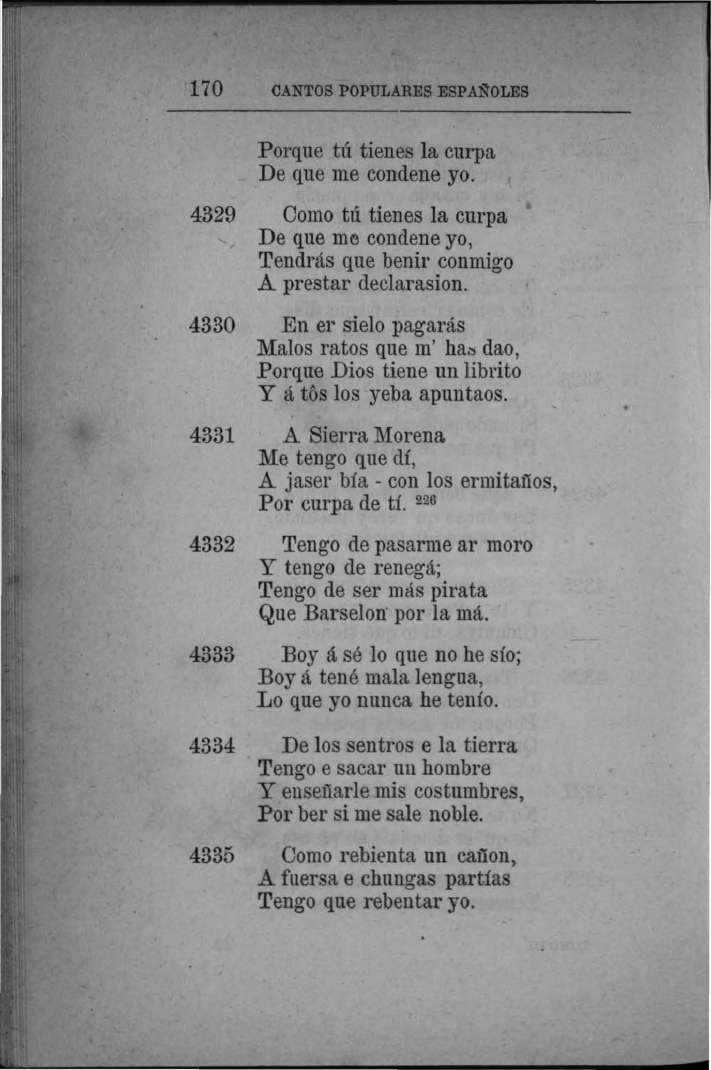 170 CANTOS POPULARES ESPAÑOLES
Porque tú tienes la curpa
De que me condene yo.
4329 Como tú tienes la curpa
De que me condene yo,
Tendrás que benir conmigo
A prestar declarasion.
4330 En er sielo pagarás
Malos ratos que m' has dao,
Porque Dios tiene un librito
Y á tôs los yeba apuntaos.
4331 A Sierra Morena
Me tengo que dí,
A jaser bía - con los ermitaños,
Por curpa de tí. 226
4332 Tengo de pasarme ar moro
Y tengo de renegá;
Tengo de ser más pirata
Que Barselon por la má.
4333 Boy á sé lo que no he sío;
Boy á tené mala lengua,
Lo que yo nunca he tenío.
4334 De los sentros e la tierra
Tengo e sacar un hombre
Y enseñarle mis costumbres,
Por ber si me sale noble.
4335 Como rebienta un cañon,
A fuersa e chungas partías
Tengo que rebentar yo.